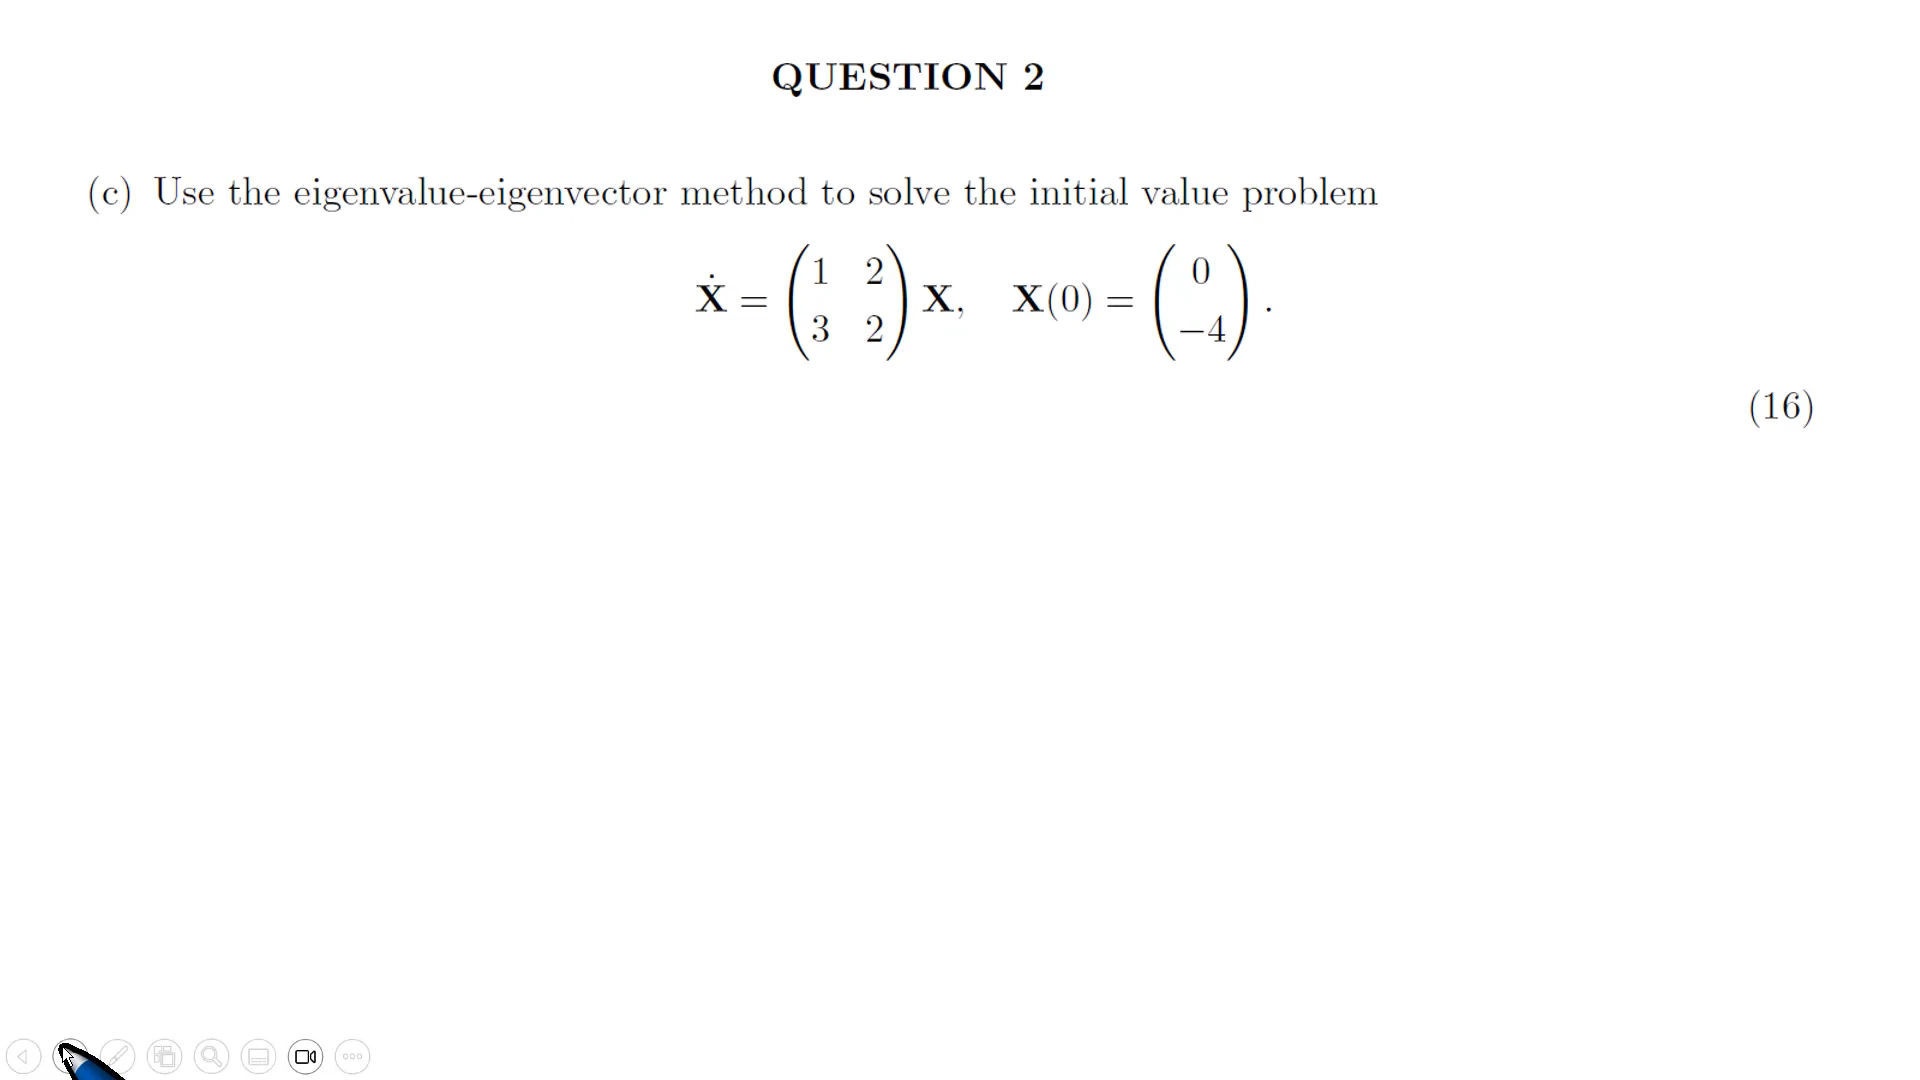 QUESTION 2
(c) Use the eigenvalue-eigenvector method to solve the initial value problem
Ẋ = (1 2; 3 2) X, X(0) = (0; −4).
(16)